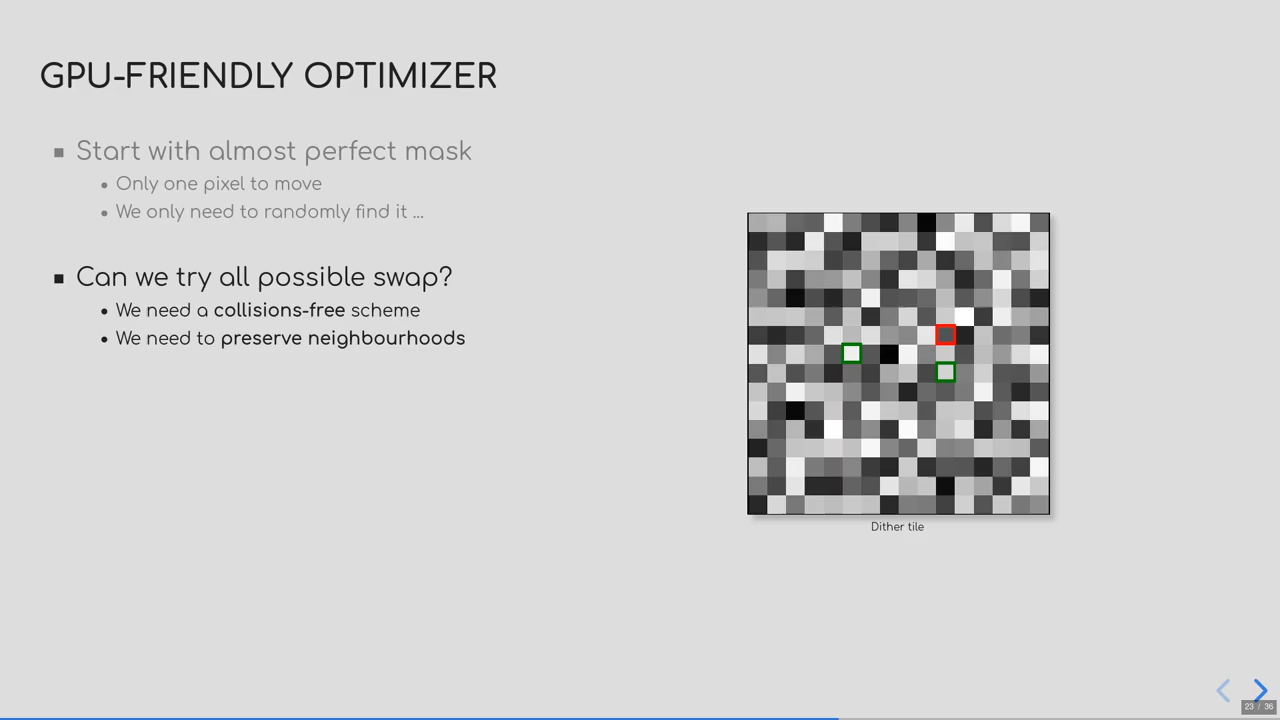 GPU-FRIENDLY OPTIMIZER
Start with almost perfect mask
Only one pixel to move
We only need to randomly find it ...
Can we try all possible swap?
We need a collisions-free scheme
We need to preserve neighbourhoods
Dither tile
23 / 36